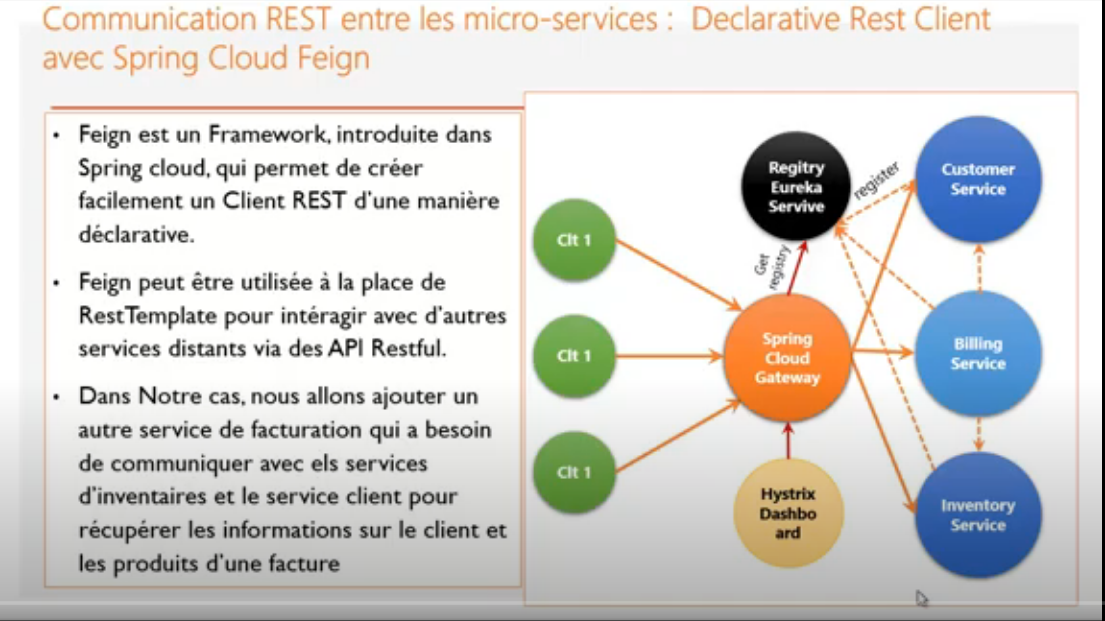 Communication REST entre les micro-services :  Declarative Rest Client
avec Spring Cloud Feign
• Feign est un Framework, introduite dans
Spring cloud, qui permet de créer
facilement un Client REST d'une manière
déclarative.
• Feign peut être utilisée à la place de
RestTemplate pour intéragir avec d'autres
services distants via des API Restful.
• Dans Notre cas, nous allons ajouter un
autre service de facturation qui a besoin
de communiquer avec els services
d'inventaires et le service client pour
récupérer les informations sur le client et
les produits d'une facture
Clt 1
Clt 1
Clt 1
Regitry
Eureka
Servive
register
Get
registry
Spring
Cloud
Gateway
Hystrix
Dashbo
ard
Customer
Service
Billing
Service
Inventory
Service